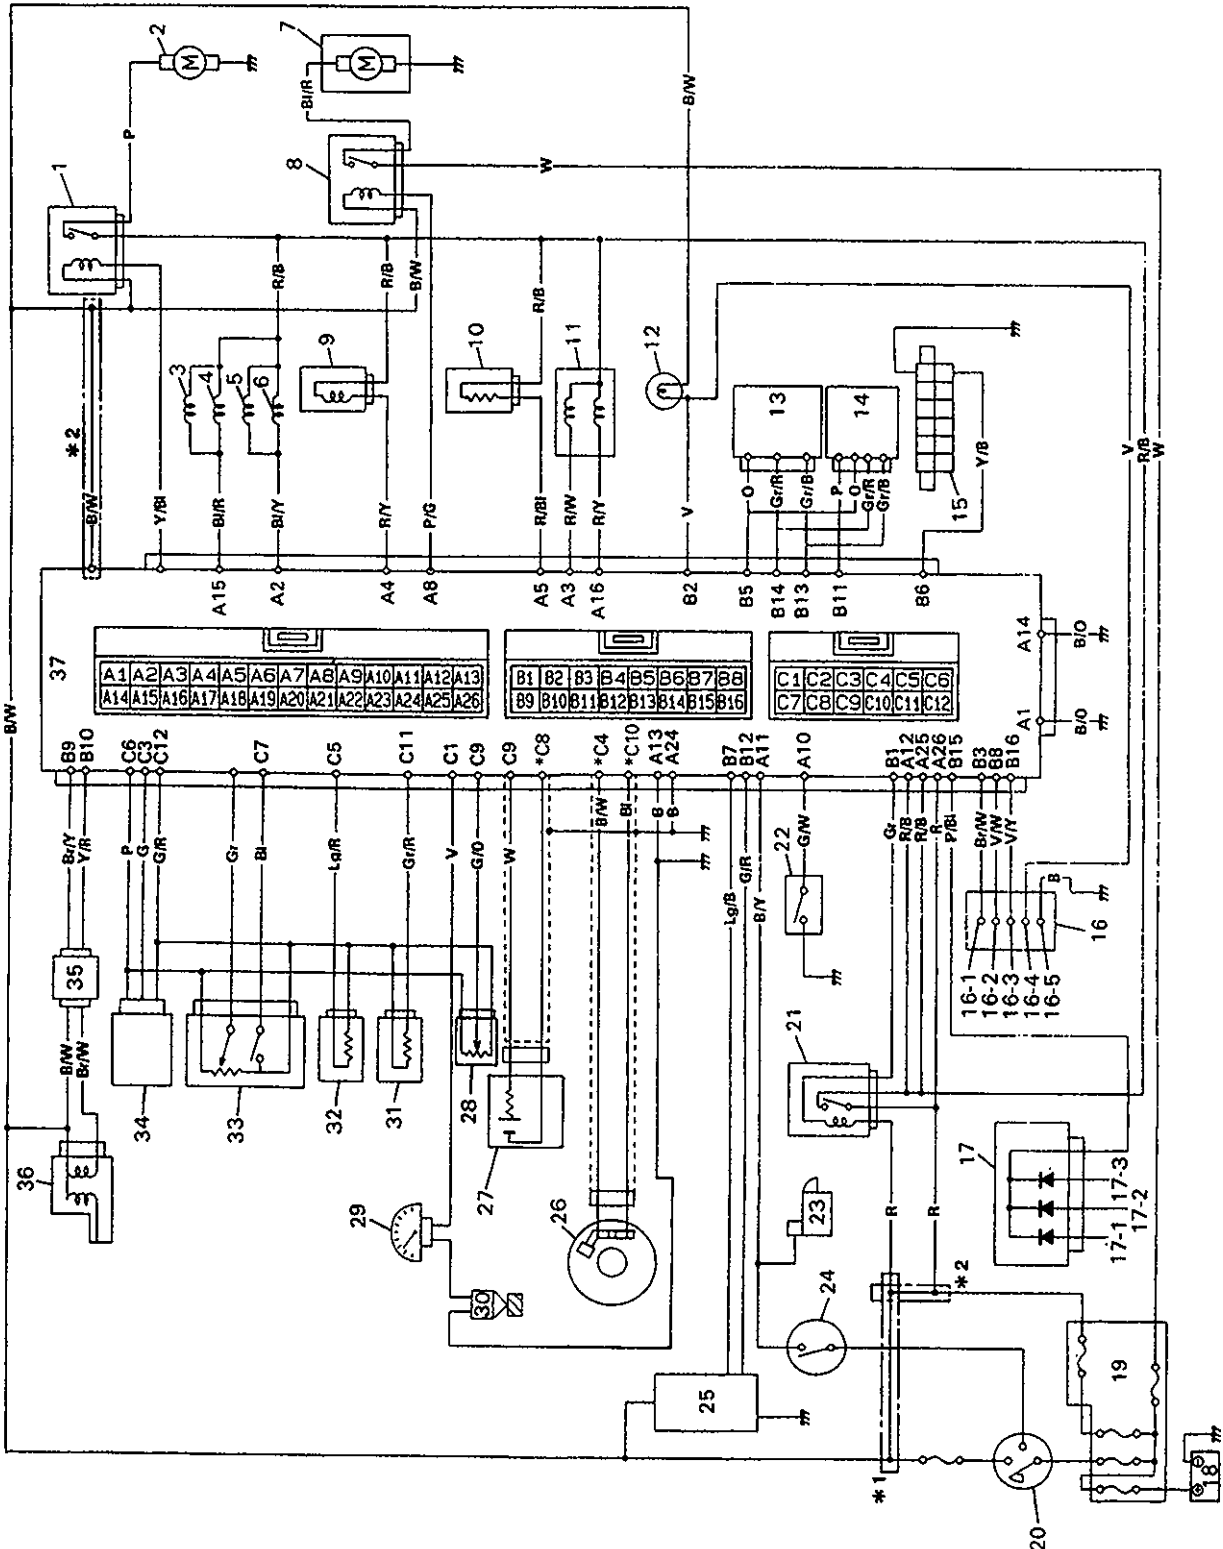 B/W
1
2
M
P
7
Bl/R
M
8
W
B/W
*2
B/W
Y/Bl
3
4
5
6
Bl/R
Bl/Y
R/B
9
R/Y
R/B
B/W
P/G
10
R/Bl
R/B
11
R/W
R/Y
12
V
B/W
13
O
Gr/R
Gr/B
14
P
O
Gr/R
Gr/B
15
Y/B
V
R/B
W
37
A15
A2
A4
A8
A5
A3
A16
B2
B5
B14
B13
B11
B6
A1 A2 A3 A4 A5 A6 A7 A8 A9 A10 A11 A12 A13
A14 A15 A16 A17 A18 A19 A20 A21 A22 A23 A24 A25 A26
B1 B2 B3 B4 B5 B6 B7 B8
B9 B10 B11 B12 B13 B14 B15 B16
C1 C2 C3 C4 C5 C6
C7 C8 C9 C10 C11 C12
A14
B/O
A1
B/O
B/W
B9
B10
C6
C3
C12
C7
C5
C11
C1
C9
C9
*C8
*C4
*C10
A13
A24
B7
B12
A11
A10
B1
A12
A25
A26
B15
B3
B8
B16
Br/Y
Y/R
P
G
G/R
Gr
Bl
Lg/R
Gr/R
V
G/O
W
B/W
Bl
B
B
Lg/B
G/R
B/Y
G/W
Gr
R/B
R/B
R
P/Bl
Br/W
V/W
V/Y
B
22
16
16-1
16-2
16-3
16-4
16-5
35
B/W
Br/W
36
34
33
32
31
28
27
29
30
26
21
23
24
25
R
R
*2
*1
17
17-1
17-2
17-3
20
19
18